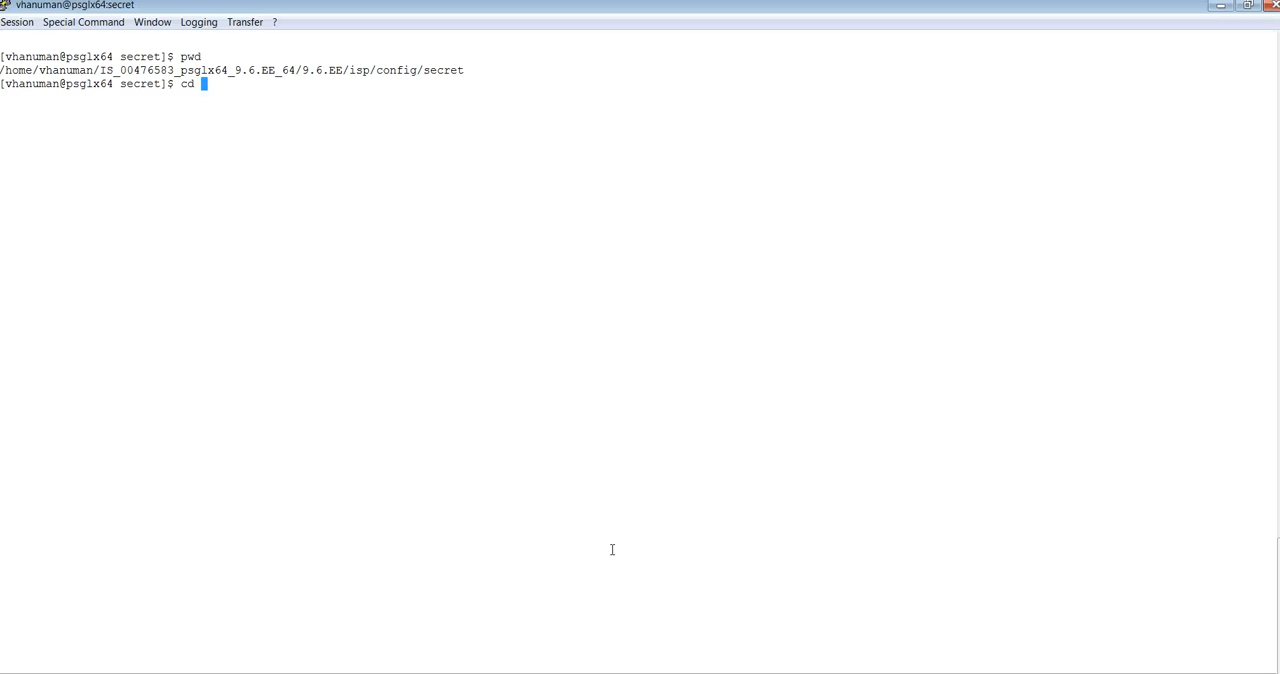 vhanuman@psglx64:secret
Session Special Command Window Logging Transfer ?
[vhanuman@psglx64 secret]$ pwd
/home/vhanuman/IS_00476583_psglx64_9.6.EE_64/9.6.EE/isp/config/secret
[vhanuman@psglx64 secret]$ cd